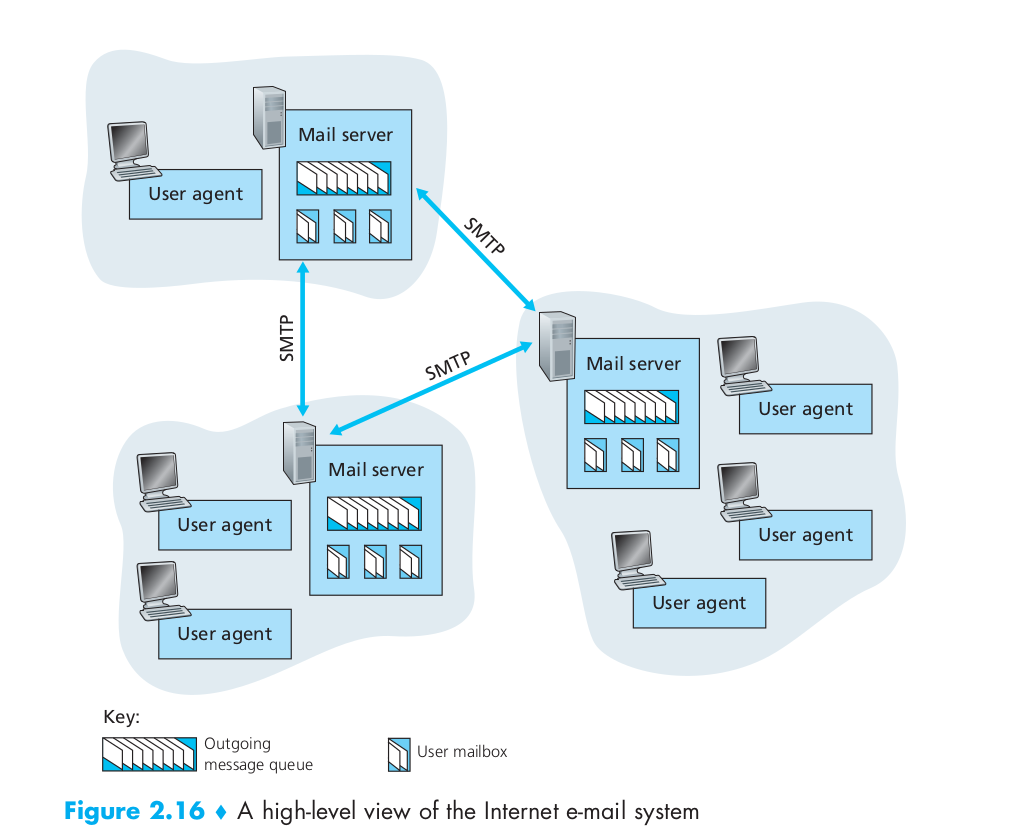 Mail server
User agent
SMTP
SMTP
SMTP
Mail server
User agent
User agent
User agent
Mail server
User agent
User agent
Key:
Outgoing
message queue
User mailbox
Figure 2.16 ♦ A high-level view of the Internet e-mail system